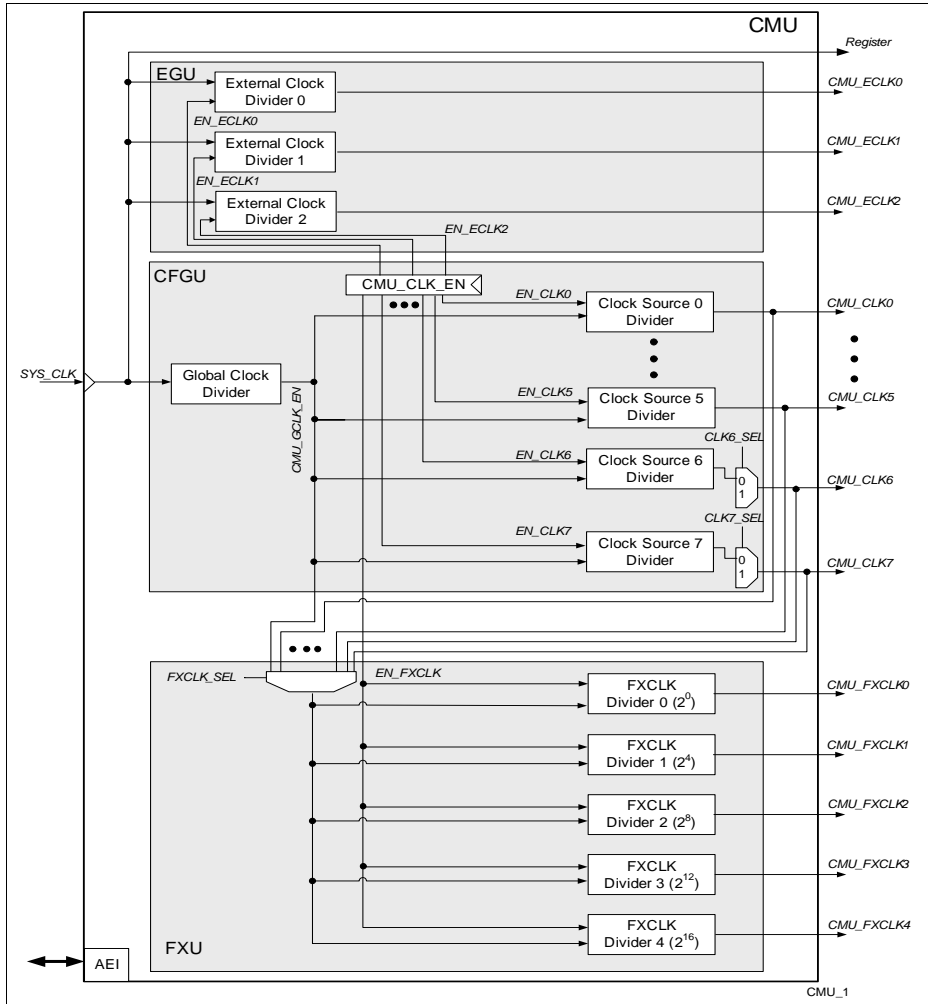 CMU
Register
EGU
External Clock
Divider 0
CMU_ECLK0
EN_ECLK0
External Clock
Divider 1
CMU_ECLK1
EN_ECLK1
External Clock
Divider 2
CMU_ECLK2
EN_ECLK2
CFGU
CMU_CLK_EN
EN_CLK0
Clock Source 0
Divider
CMU_CLK0
SYS_CLK
Global Clock
Divider
CMU_GCLK_EN
EN_CLK5
Clock Source 5
Divider
CMU_CLK5
CLK6_SEL
EN_CLK6
Clock Source 6
Divider
0
1
CMU_CLK6
CLK7_SEL
EN_CLK7
Clock Source 7
Divider
0
1
CMU_CLK7
FXCLK_SEL
EN_FXCLK
FXCLK
Divider 0 (2⁰)
CMU_FXCLK0
FXCLK
Divider 1 (2⁴)
CMU_FXCLK1
FXCLK
Divider 2 (2⁸)
CMU_FXCLK2
FXCLK
Divider 3 (2¹²)
CMU_FXCLK3
FXCLK
Divider 4 (2¹⁶)
CMU_FXCLK4
FXU
AEI
CMU_1